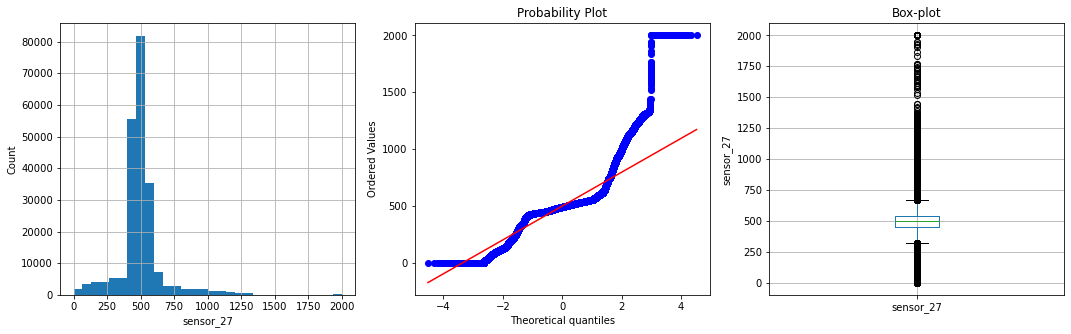 80000
70000
60000
50000
40000
30000
20000
10000
0
Count
0 250 500 750 1000 1250 1500 1750 2000
sensor_27
Probability Plot
2000
1500
1000
500
0
Ordered Values
−4 −2 0 2 4
Theoretical quantiles
Box-plot
2000
1750
1500
1250
1000
750
500
250
0
sensor_27
sensor_27